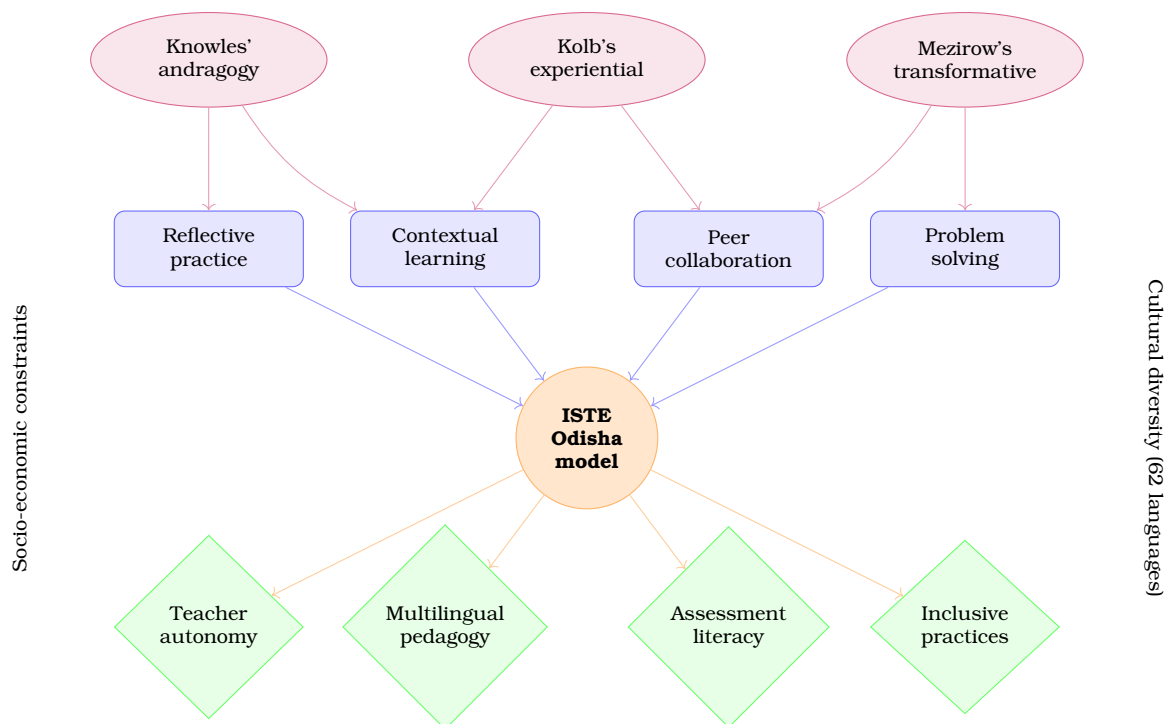 Knowles'
andragogy
Kolb's
experiential
Mezirow's
transformative
Reflective
practice
Contextual
learning
Peer
collaboration
Problem
solving
Socio-economic constraints
Cultural diversity (62 languages)
ISTE
Odisha
model
Teacher
autonomy
Multilingual
pedagogy
Assessment
literacy
Inclusive
practices